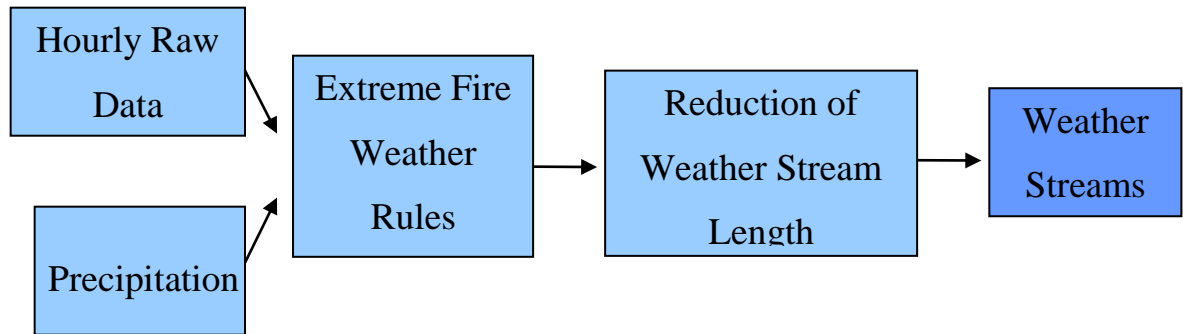 Hourly Raw
Data
Precipitation
Extreme Fire
Weather
Rules
Reduction of
Weather Stream
Length
Weather
Streams